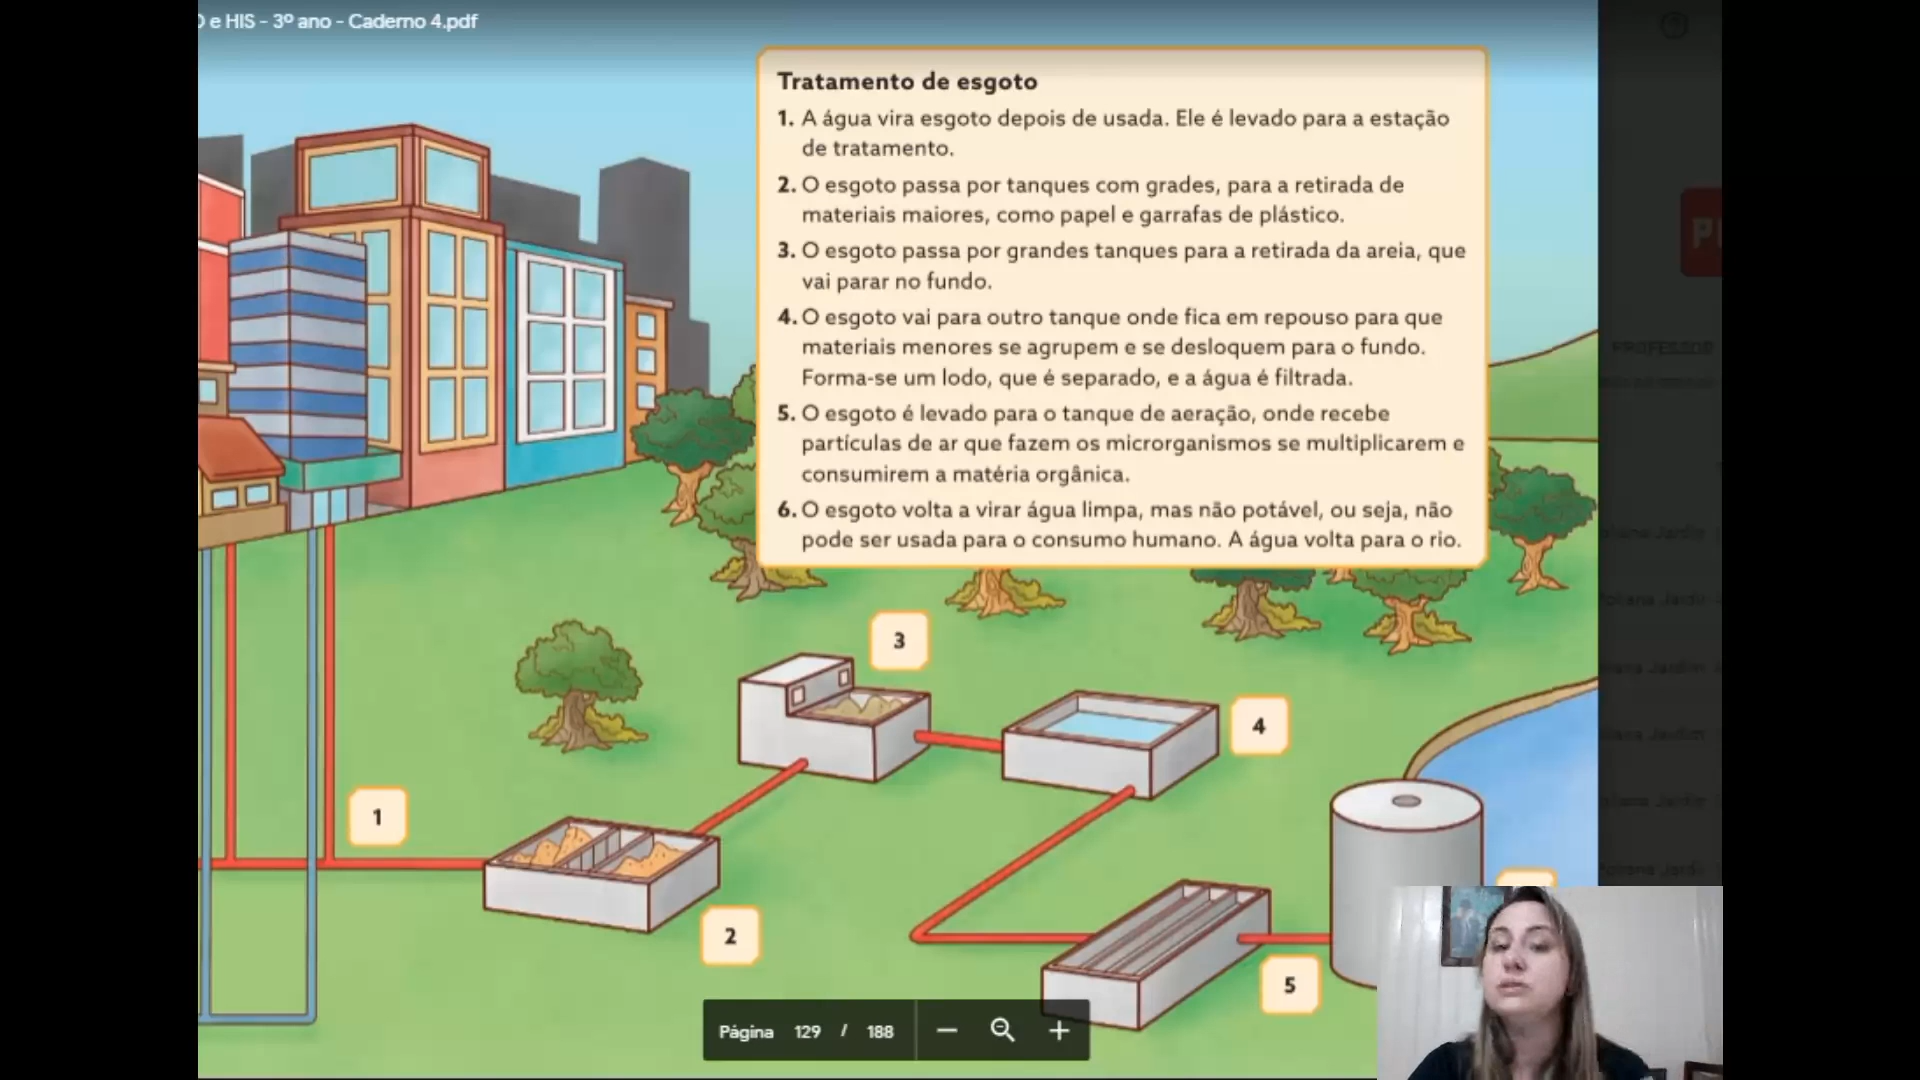 e HIS - 3º ano - Caderno 4.pdf
Tratamento de esgoto
1. A água vira esgoto depois de usada. Ele é levado para a estação
de tratamento.
2. O esgoto passa por tanques com grades, para a retirada de
materiais maiores, como papel e garrafas de plástico.
3. O esgoto passa por grandes tanques para a retirada da areia, que
vai parar no fundo.
4. O esgoto vai para outro tanque onde fica em repouso para que
materiais menores se agrupem e se desloquem para o fundo.
Forma-se um lodo, que é separado, e a água é filtrada.
5. O esgoto é levado para o tanque de aeração, onde recebe
partículas de ar que fazem os microrganismos se multiplicarem e
consumirem a matéria orgânica.
6. O esgoto volta a virar água limpa, mas não potável, ou seja, não
pode ser usada para o consumo humano. A água volta para o rio.
PROFESSOR
3
4
1
2
5
Página 129 / 188